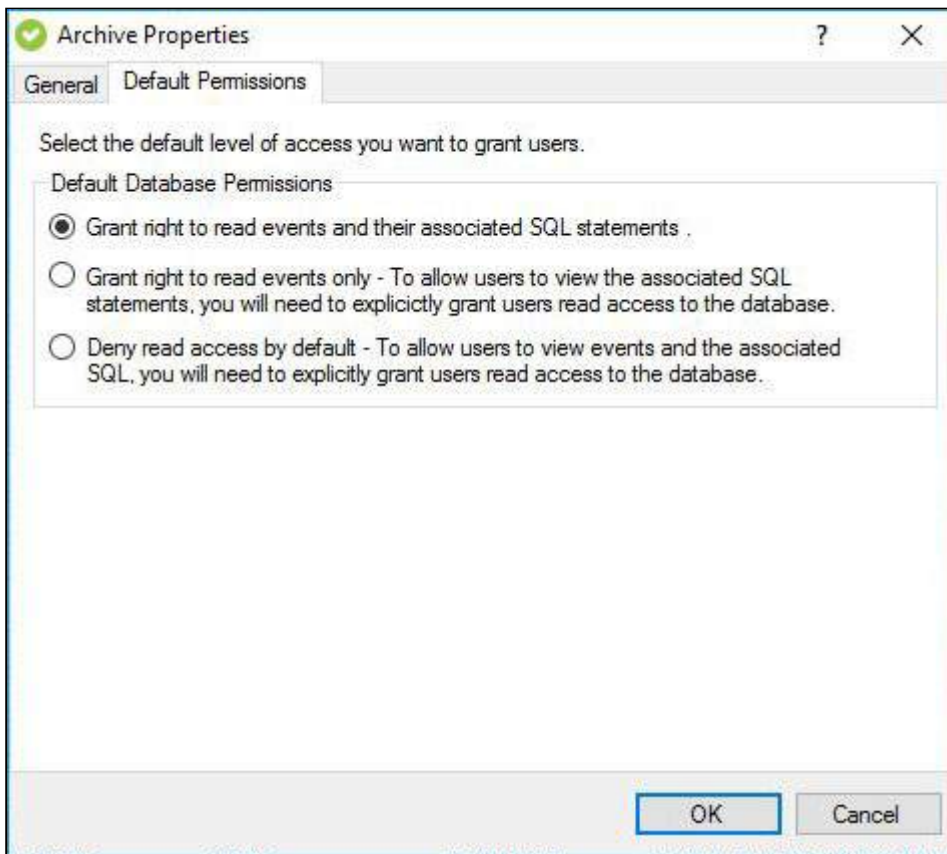 Archive Properties
?
General
Default Permissions
Select the default level of access you want to grant users.
Default Database Permissions
Grant right to read events and their associated SQL statements .
Grant right to read events only - To allow users to view the associated SQL
statements, you will need to explicictly grant users read access to the database.
Deny read access by default - To allow users to view events and the associated
SQL, you will need to explicitly grant users read access to the database.
OK
Cancel